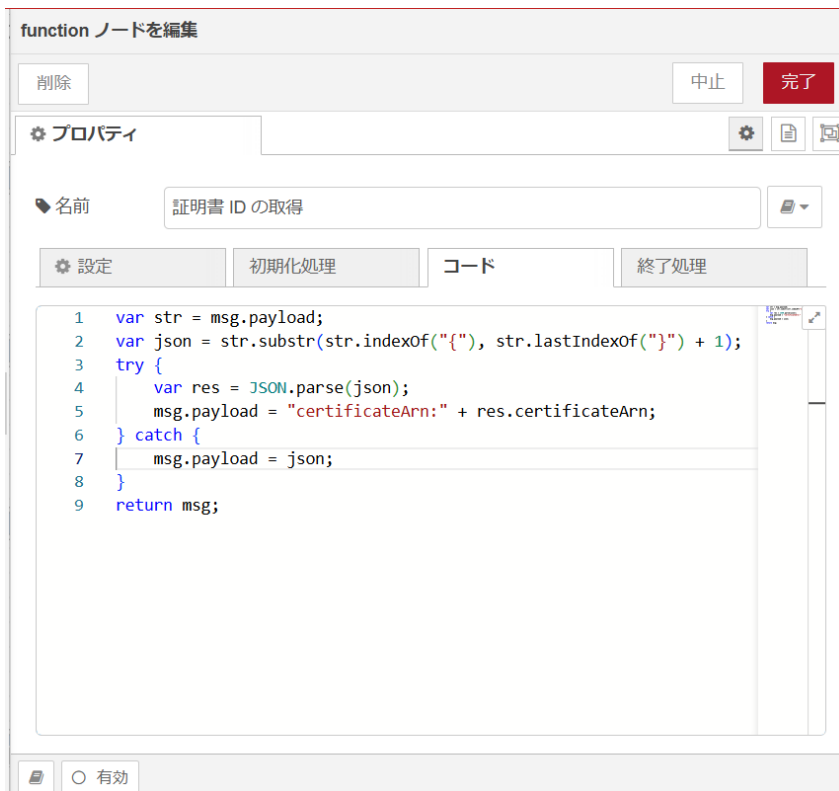 function ノードを編集
削除
中止
完了
プロパティ
名前
証明書 ID の取得
設定
初期化処理
コード
終了処理
1 var str = msg.payload;
2 var json = str.substr(str.indexOf("{"), str.lastIndexOf("}") + 1);
3 try {
4     var res = JSON.parse(json);
5     msg.payload = "certificateArn:" + res.certificateArn;
6 } catch {
7     msg.payload = json;
8 }
9 return msg;
有効